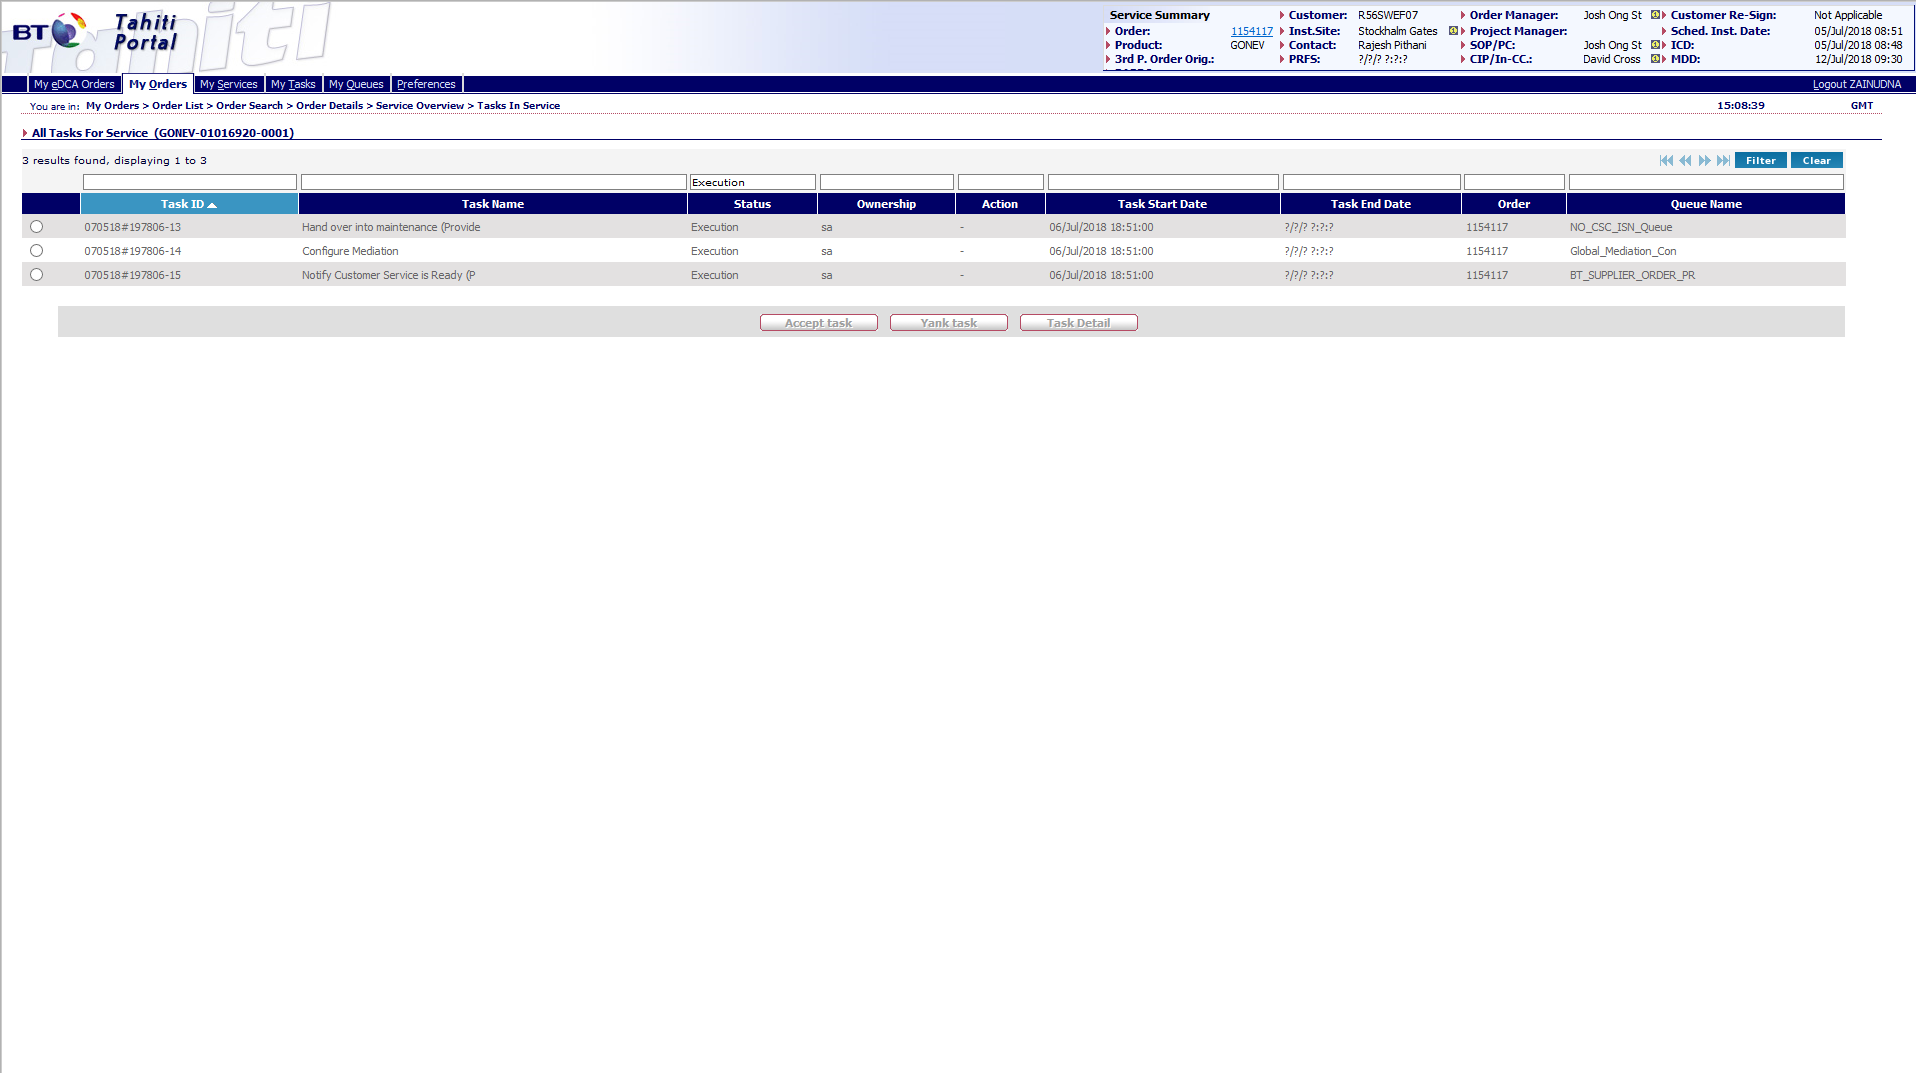 BT Tahiti Portal
Service Summary
Order: 1154117
Product: GONEV
3rd P. Order Orig.:
Customer: R56SWEF07
Inst.Site: Stockhalm Gates
Contact: Rajesh Pithani
PRFS: ?/?/? ?:?:?
Order Manager: Josh Ong St
Project Manager:
SOP/PC: Josh Ong St
CIP/In-CC.: David Cross
Customer Re-Sign: Not Applicable
Sched. Inst. Date: 05/Jul/2018 08:51
ICD: 05/Jul/2018 08:48
MDD: 12/Jul/2018 09:30
My eDCA Orders My Orders My Services My Tasks My Queues Preferences Logout ZAINUDNA
You are in: My Orders > Order List > Order Search > Order Details > Service Overview > Tasks In Service 15:08:39 GMT
All Tasks For Service (GONEV-01016920-0001)
3 results found, displaying 1 to 3 Filter Clear
Execution
Task ID Task Name Status Ownership Action Task Start Date Task End Date Order Queue Name
070518#197806-13 Hand over into maintenance (Provide Execution sa - 06/Jul/2018 18:51:00 ?/?/? ?:?:? 1154117 NO_CSC_ISN_Queue
070518#197806-14 Configure Mediation Execution sa - 06/Jul/2018 18:51:00 ?/?/? ?:?:? 1154117 Global_Mediation_Con
070518#197806-15 Notify Customer Service is Ready (P Execution sa - 06/Jul/2018 18:51:00 ?/?/? ?:?:? 1154117 BT_SUPPLIER_ORDER_PR
Accept task Yank task Task Detail